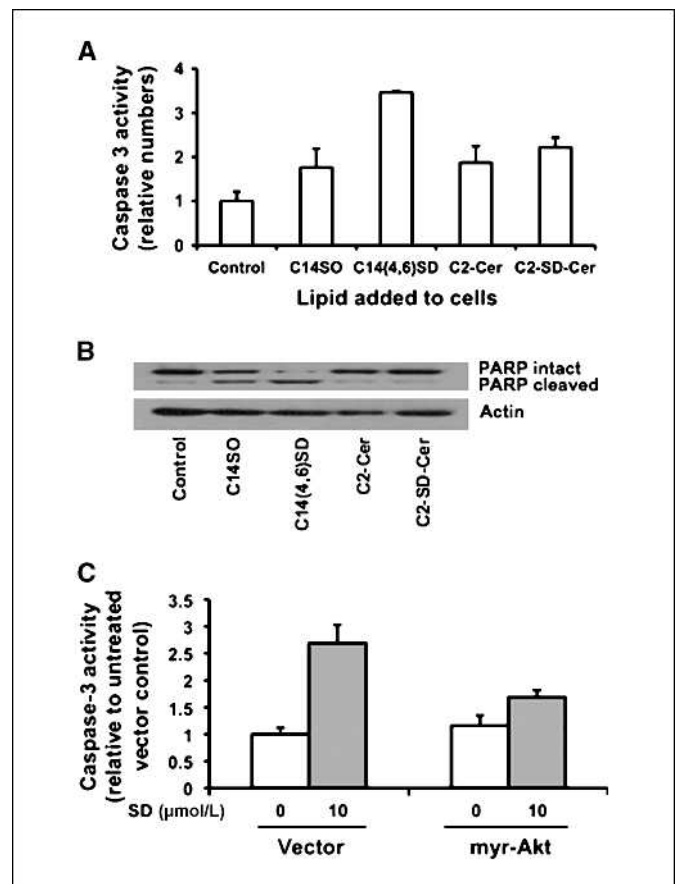 A
Caspase 3 activity
(relative numbers)
4
3
2
1
0
Control C14SO C14(4,6)SD C2-Cer C2-SD-Cer
Lipid added to cells
B
PARP intact
PARP cleaved
Actin
Control
C14SO
C14(4,6)SD
C2-Cer
C2-SD-Cer
C
Caspase-3 activity
(relative to untreated
vector control)
3.5
3
2.5
2
1.5
1
0.5
0
SD (μmol/L) 0 10 0 10
Vector myr-Akt